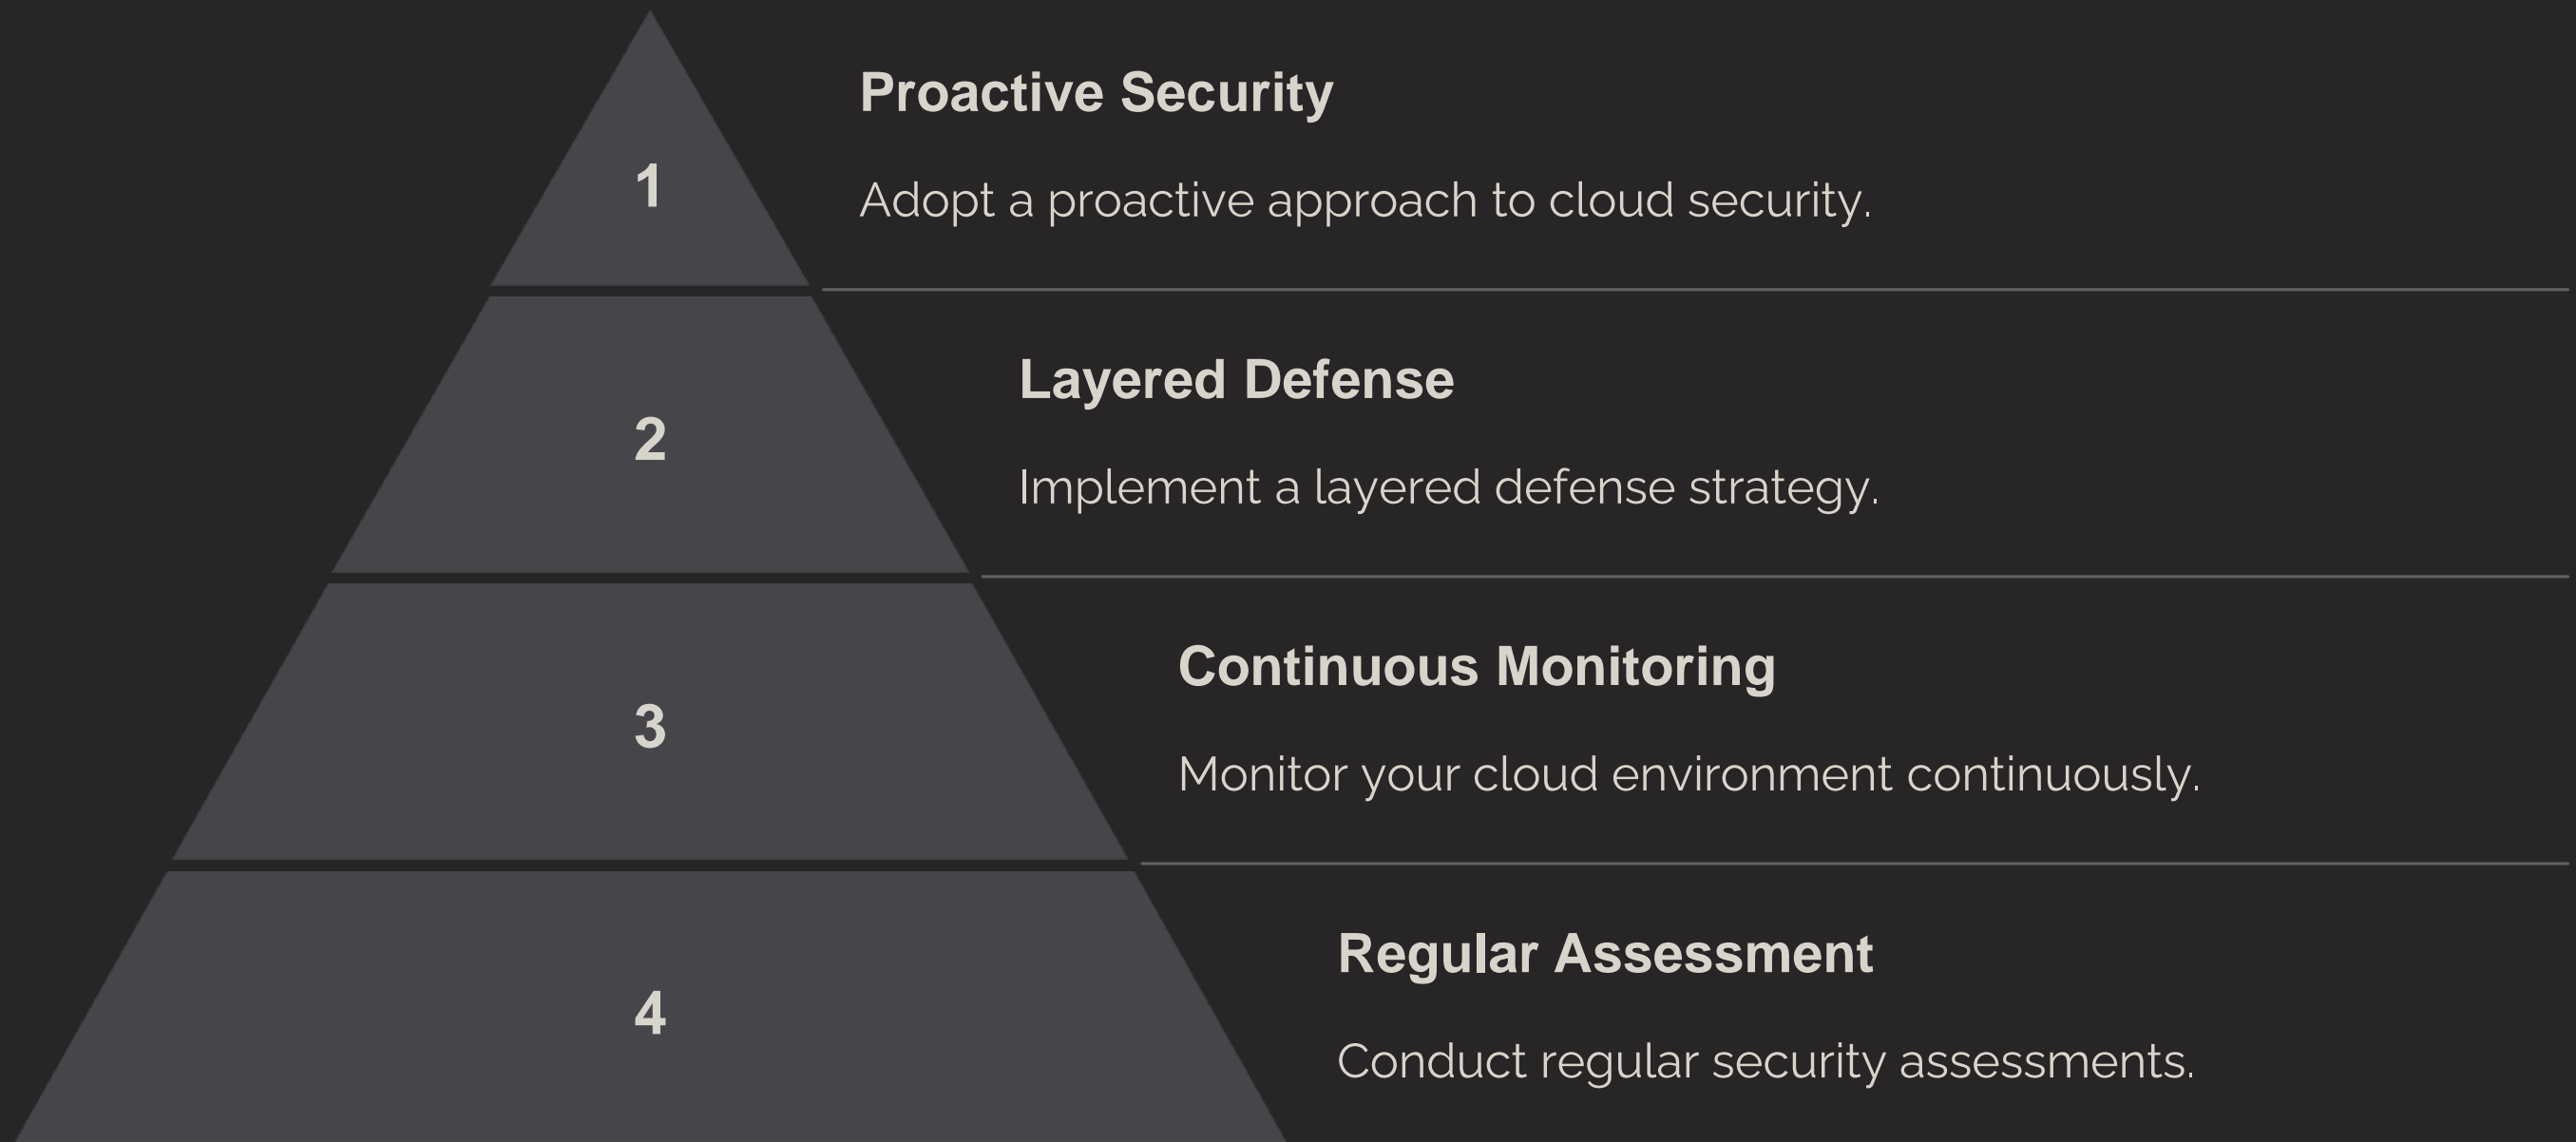 Proactive Security
1
Adopt a proactive approach to cloud security.
Layered Defense
2
Implement a layered defense strategy.
Continuous Monitoring
3
Monitor your cloud environment continuously.
Regular Assessment
4
Conduct regular security assessments.